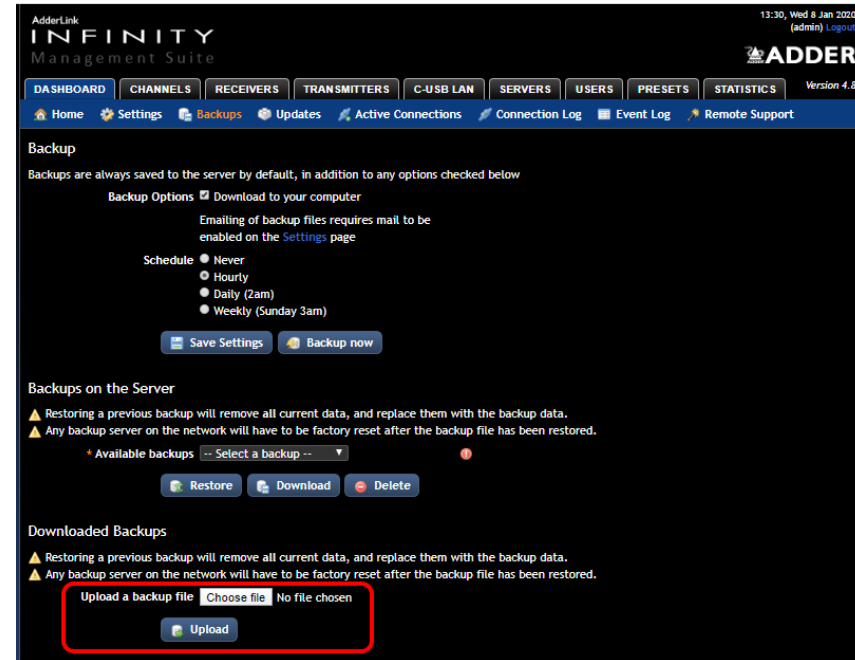 AdderLink
INFINITY
Management Suite
13:30, Wed 8 Jan 2020
(admin) Logout
ADDER
DASHBOARD CHANNELS RECEIVERS TRANSMITTERS C-USB LAN SERVERS USERS PRESETS STATISTICS Version 4.8
Home Settings Backups Updates Active Connections Connection Log Event Log Remote Support
Backup
Backups are always saved to the server by default, in addition to any options checked below
Backup Options Download to your computer
Emailing of backup files requires mail to be
enabled on the Settings page
Schedule Never
Hourly
Daily (2am)
Weekly (Sunday 3am)
Save Settings Backup now
Backups on the Server
Restoring a previous backup will remove all current data, and replace them with the backup data.
Any backup server on the network will have to be factory reset after the backup file has been restored.
* Available backups -- Select a backup --
Restore Download Delete
Downloaded Backups
Restoring a previous backup will remove all current data, and replace them with the backup data.
Any backup server on the network will have to be factory reset after the backup file has been restored.
Upload a backup file Choose file No file chosen
Upload